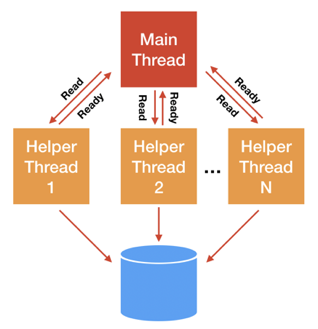 Main
Thread
Read
Ready
Read
Ready
Ready
Read
Helper
Thread
1
Helper
Thread
2
...
Helper
Thread
N